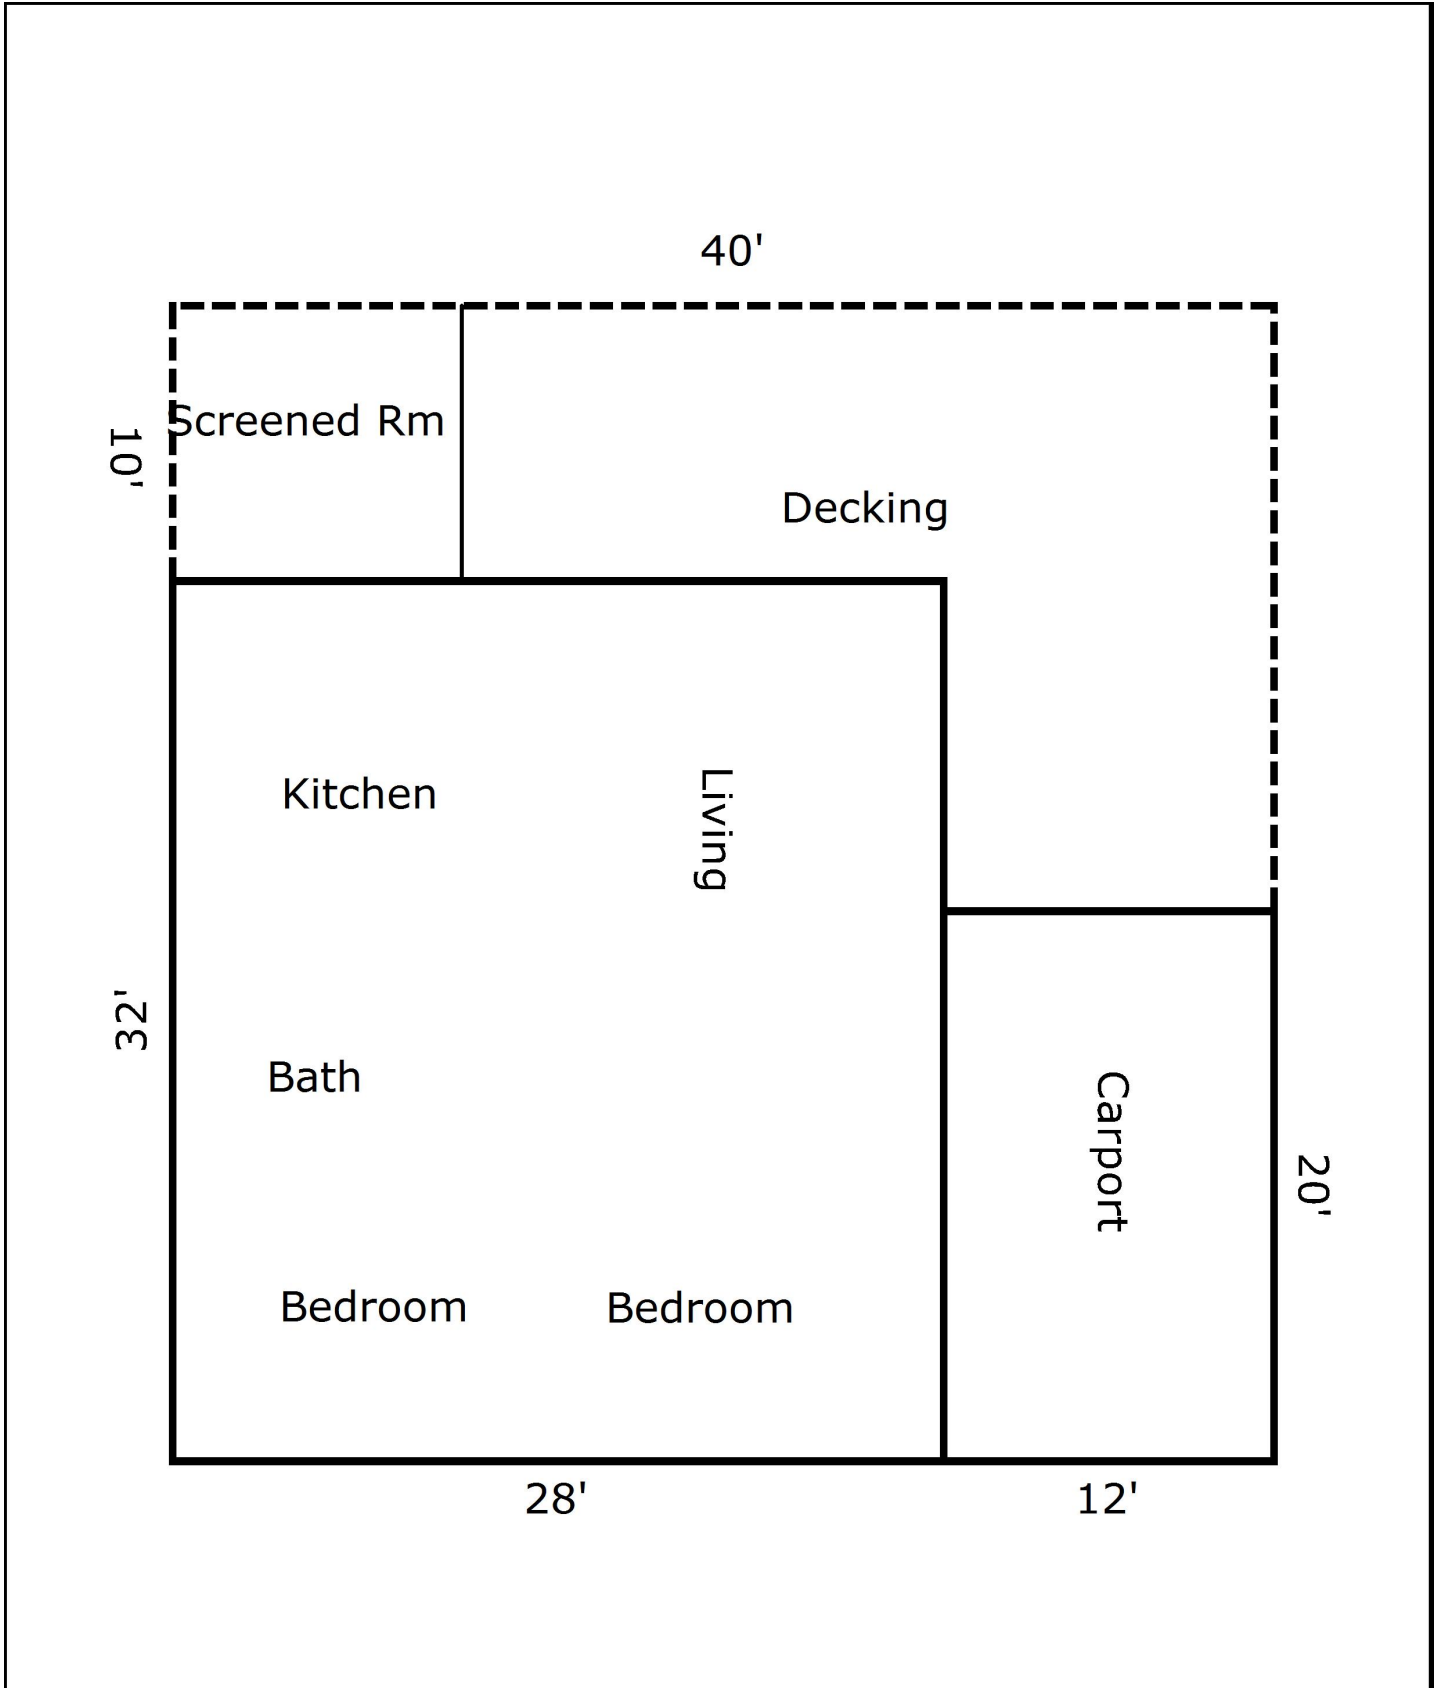 40'
Screened Rm
10'
Decking
Kitchen
Living
32'
Bath
Carport
20'
Bedroom
Bedroom
28'
12'